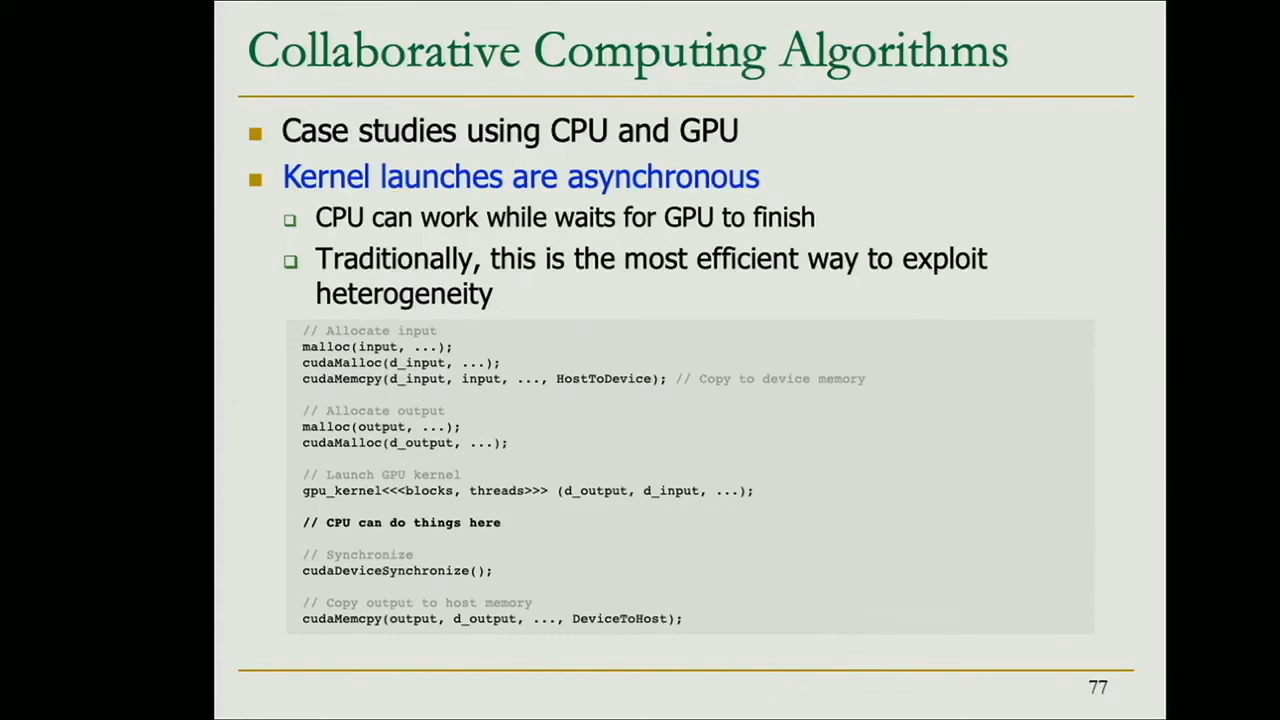 Collaborative Computing Algorithms
Case studies using CPU and GPU
Kernel launches are asynchronous
CPU can work while waits for GPU to finish
Traditionally, this is the most efficient way to exploit
heterogeneity
// Allocate input
malloc(input, ...);
cudaMalloc(d_input, ...);
cudaMemcpy(d_input, input, ..., HostToDevice); // Copy to device memory
// Allocate output
malloc(output, ...);
cudaMalloc(d_output, ...);
// Launch GPU kernel
gpu_kernel<<<blocks, threads>>> (d_output, d_input, ...);
// CPU can do things here
// Synchronize
cudaDeviceSynchronize();
// Copy output to host memory
cudaMemcpy(output, d_output, ..., DeviceToHost);
77